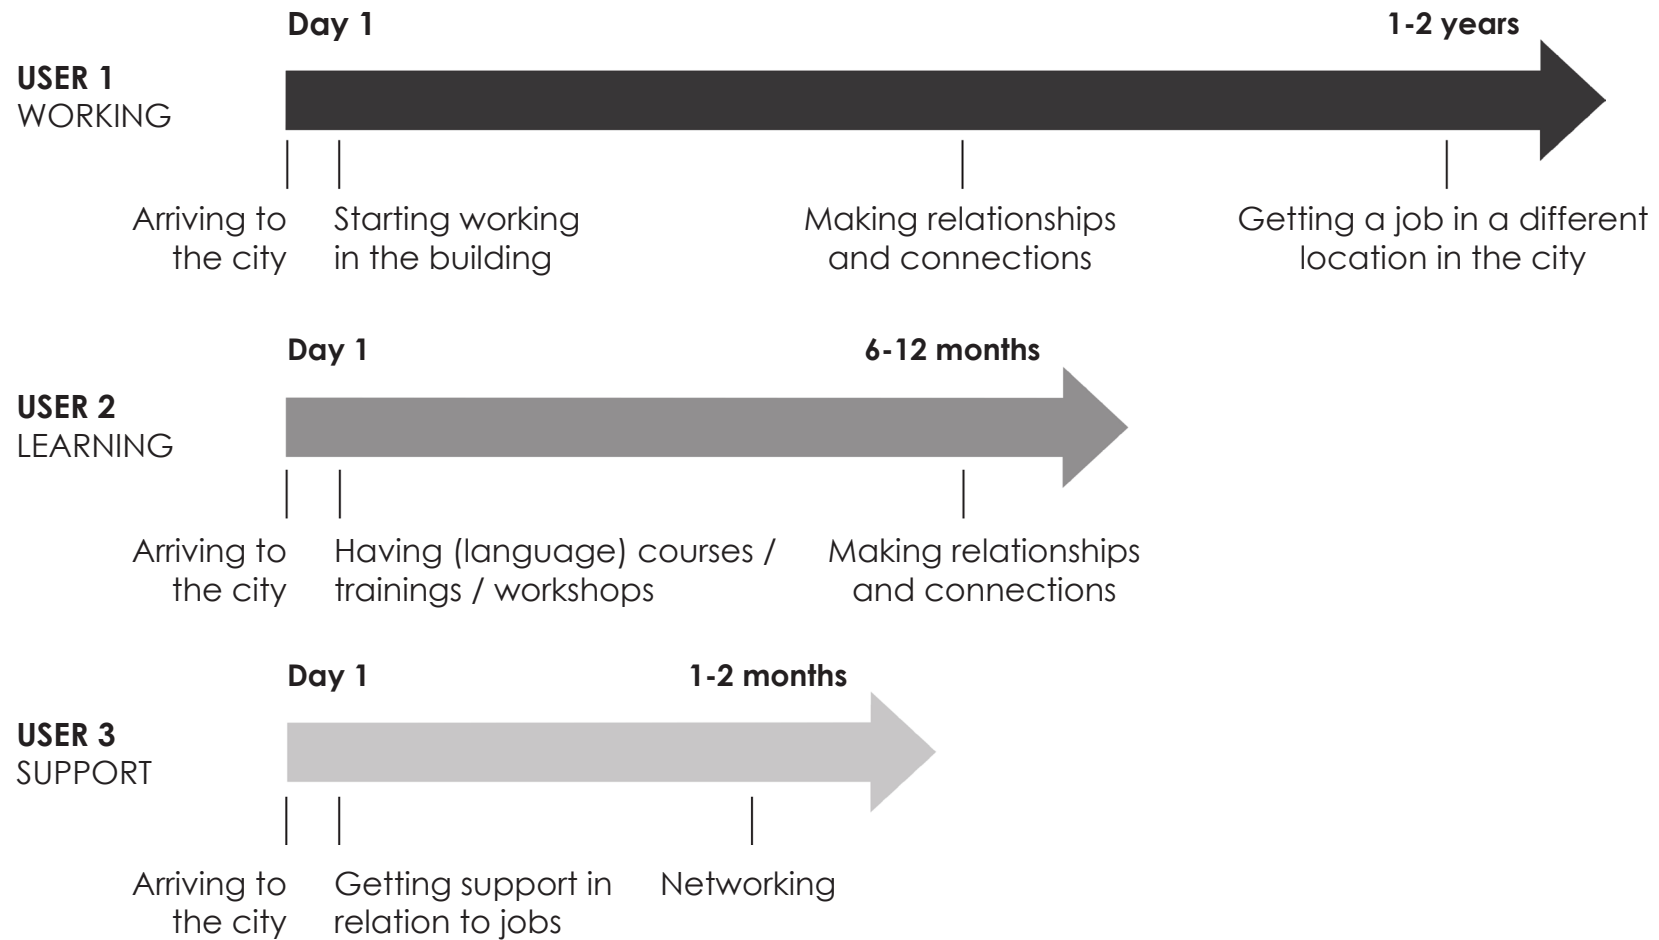 Day 1
1-2 years
USER 1
WORKING
Arriving to
the city
Starting working
in the building
Making relationships
and connections
Getting a job in a different
location in the city
Day 1
6-12 months
USER 2
LEARNING
Arriving to
the city
Having (language) courses /
trainings / workshops
Making relationships
and connections
Day 1
1-2 months
USER 3
SUPPORT
Arriving to
the city
Getting support in
relation to jobs
Networking